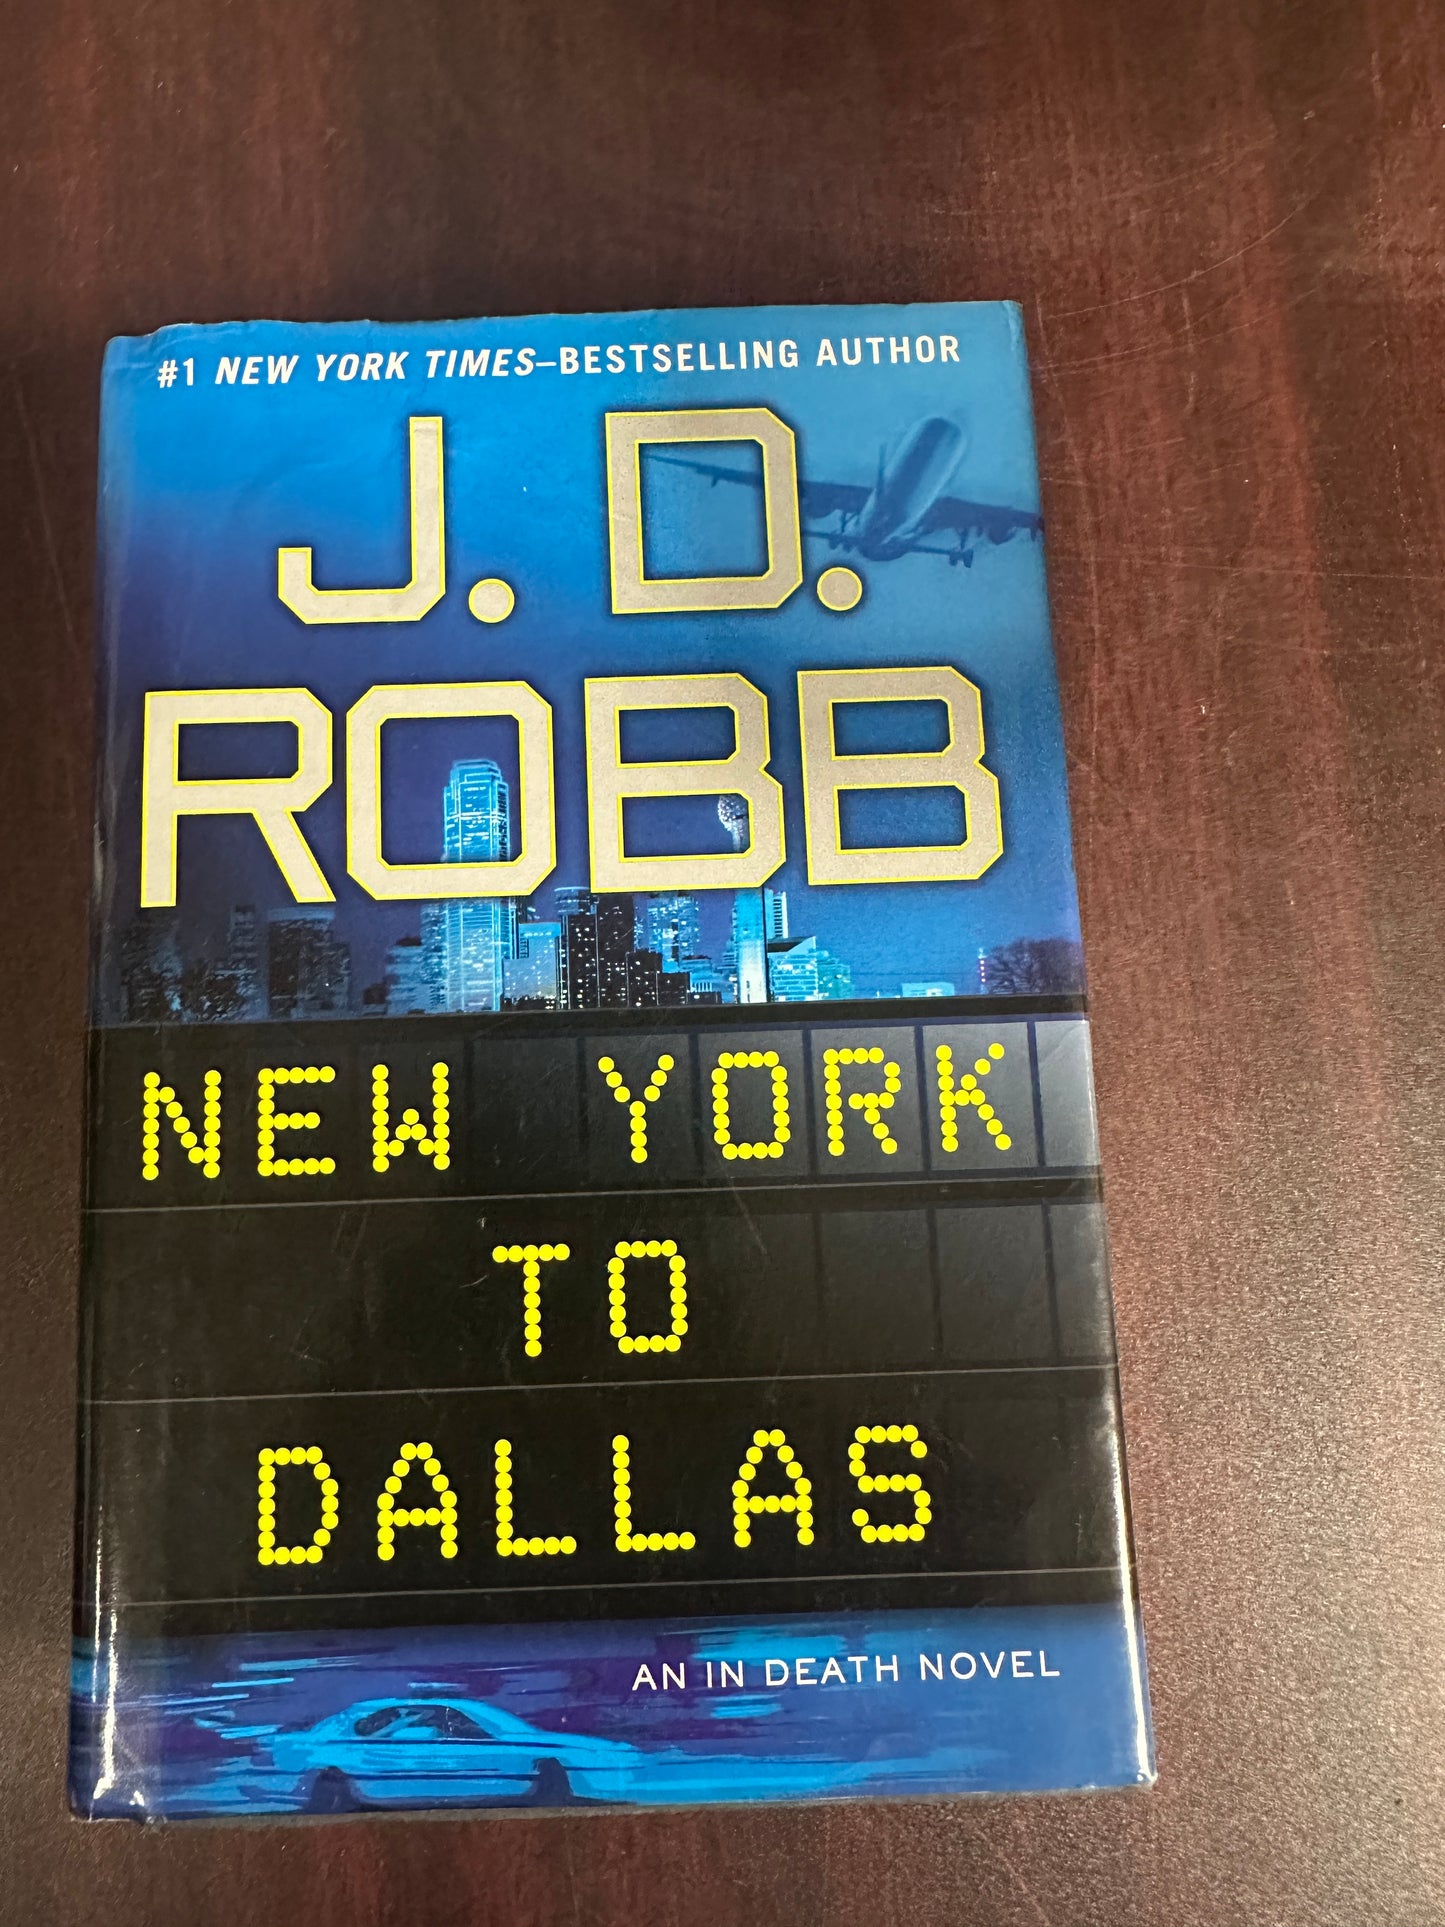 #1 NEW YORK TIMES–BESTSELLING AUTHOR
J. D.
ROBB
NEW YORK
TO
DALLAS
AN IN DEATH NOVEL